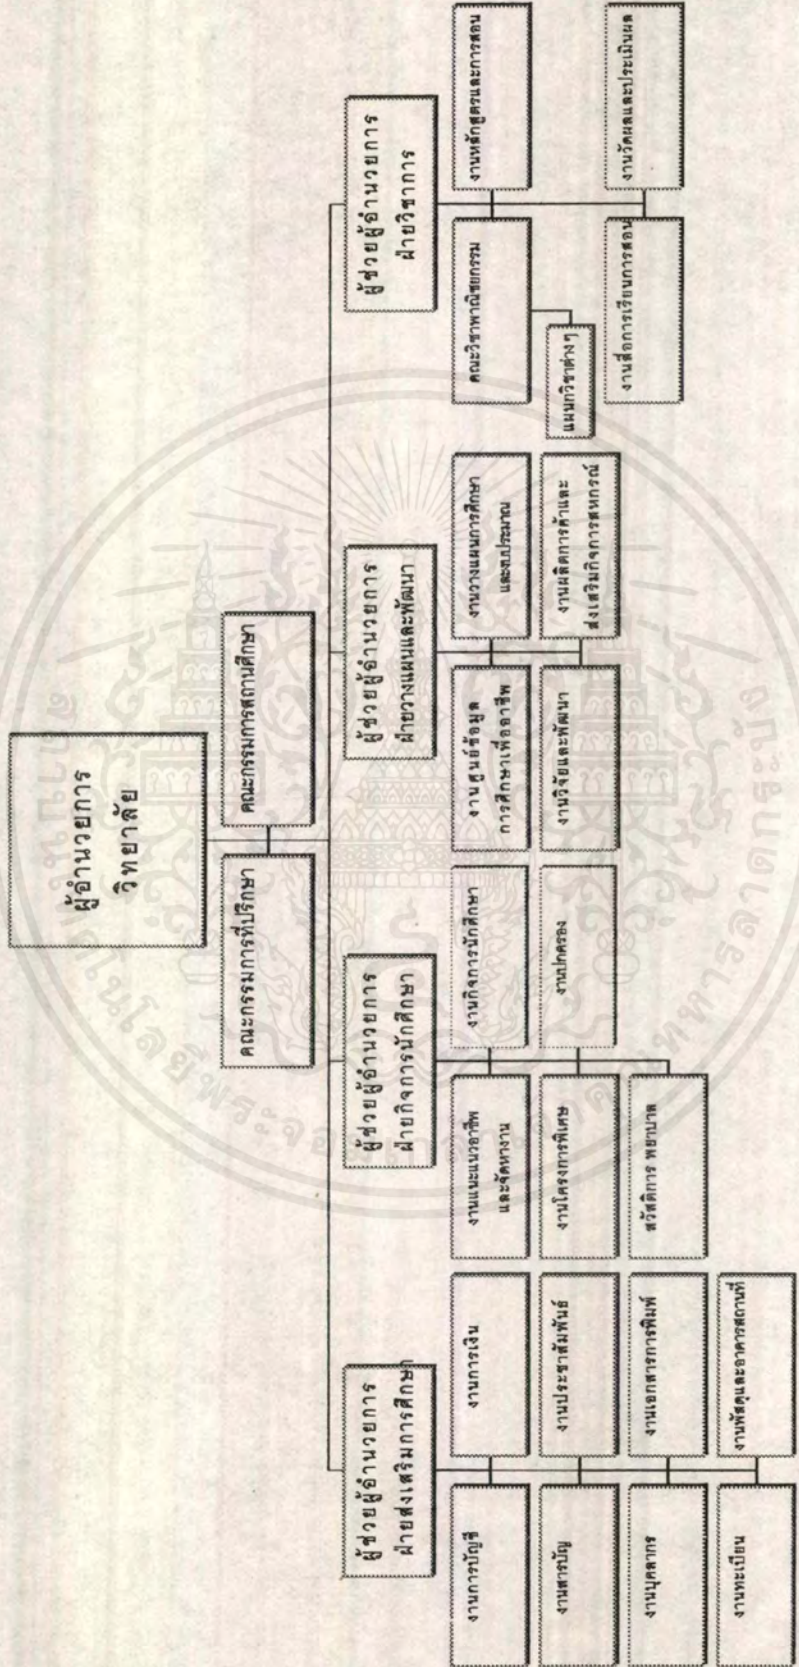 ผู้อำนวยการ
วิทยาลัย
คณะกรรมการที่ปรึกษา
คณะกรรมการสถานศึกษา
ผู้ช่วยผู้อำนวยการ
ฝ่ายส่งเสริมการศึกษา
ผู้ช่วยผู้อำนวยการ
ฝ่ายกิจการนักศึกษา
ผู้ช่วยผู้อำนวยการ
ฝ่ายวางแผนและพัฒนา
ผู้ช่วยผู้อำนวยการ
ฝ่ายวิชาการ
งานการบัญชี
งานการเงิน
งานสารบัญ
งานประชาสัมพันธ์
งานบุคลากร
งานเอกสารการพิมพ์
งานทะเบียน
งานพัสดุและอาคารสถานที่
งานแนะแนวอาชีพ
และจัดหางาน
งานกิจการนักศึกษา
งานโครงการพิเศษ
งานปกครอง
สวัสดิการ พยาบาล
งานศูนย์ข้อมูล
การศึกษาเพื่ออาชีพ
งานวางแผนการศึกษา
และงบประมาณ
งานวิจัยและพัฒนา
งานผลิตการค้าและ
ส่งเสริมกิจการสหกรณ์
คณะวิชาพาณิชยกรรม
งานหลักสูตรและการสอน
แผนกวิชาต่างๆ
งานสื่อการเรียนการสอน
งานวัดผลและประเมินผล